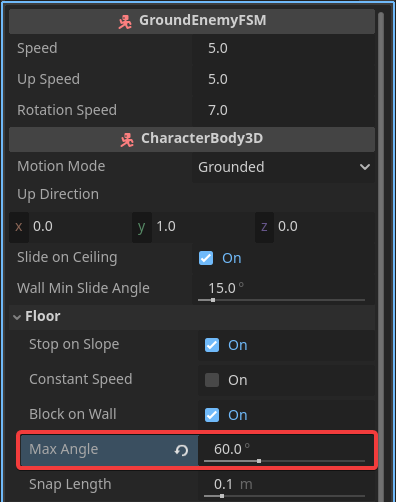 GroundEnemyFSM
Speed 5.0
Up Speed 5.0
Rotation Speed 7.0
CharacterBody3D
Motion Mode Grounded
Up Direction
x 0.0 y 1.0 z 0.0
Slide on Ceiling On
Wall Min Slide Angle 15.0 °
Floor
Stop on Slope On
Constant Speed On
Block on Wall On
Max Angle 60.0 °
Snap Length 0.1 m